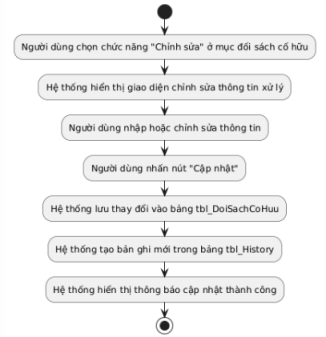 Người dùng chọn chức năng "Chỉnh sửa" ở mục đối sách cố hữu
Hệ thống hiển thị giao diện chỉnh sửa thông tin xử lý
Người dùng nhập hoặc chỉnh sửa thông tin
Người dùng nhấn nút "Cập nhật"
Hệ thống lưu thay đổi vào bảng tbl_DoiSachCoHuu
Hệ thống tạo bản ghi mới trong bảng tbl_History
Hệ thống hiển thị thông báo cập nhật thành công